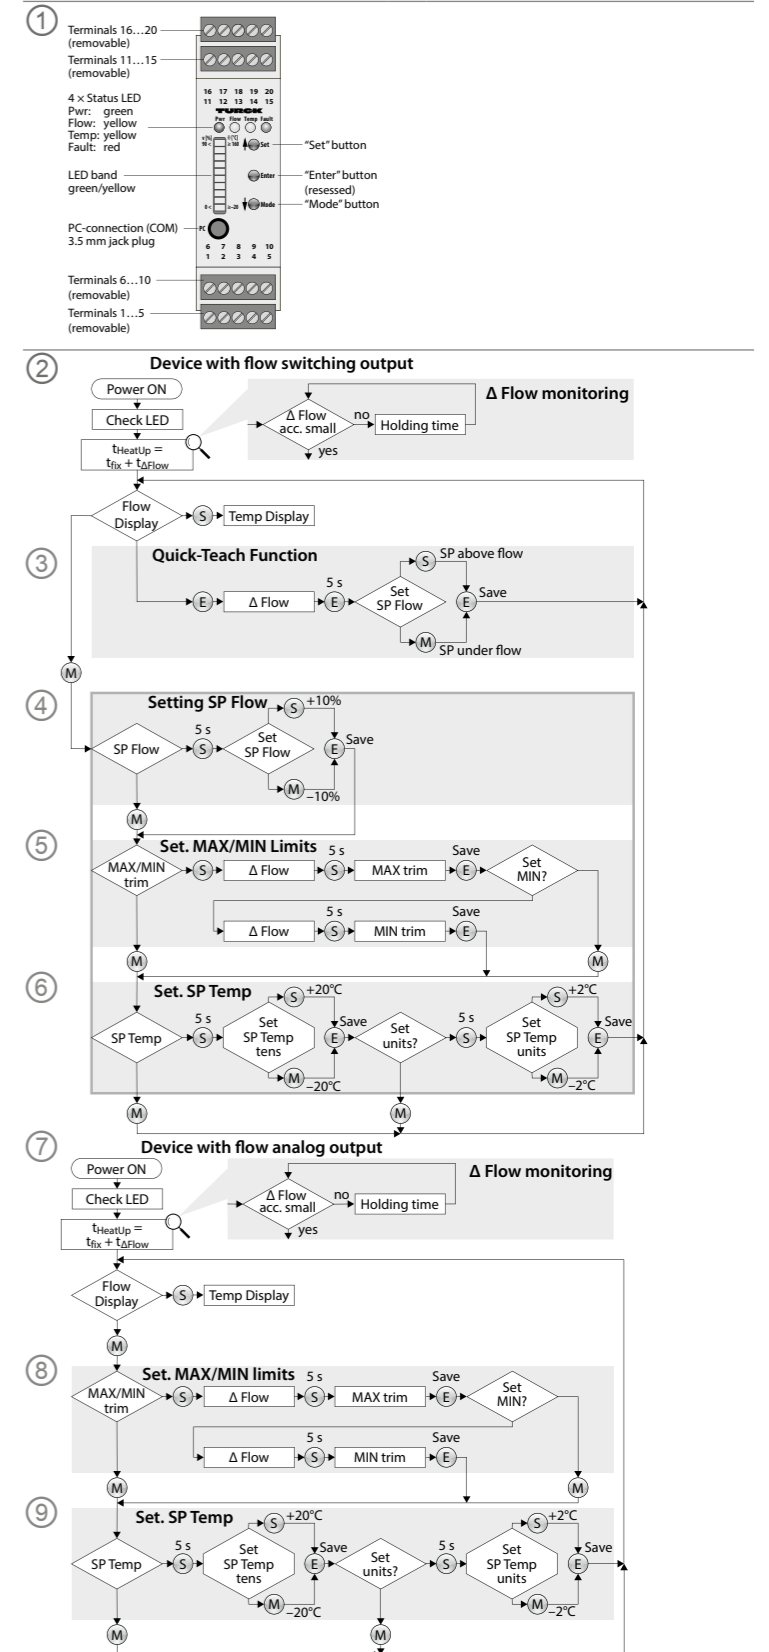 1
Terminals 16…20
(removable)
Terminals 11…15
(removable)
4 × Status LED
Pwr: green
Flow: yellow
Temp: yellow
Fault: red
LED band
green/yellow
PC-connection (COM)
3.5 mm jack plug
Terminals 6…10
(removable)
Terminals 1…5
(removable)
16 17 18 19 20
11 12 13 14 15
TURCK
Pwr Flow Temp Fault
Set
Enter
Mode
PC
6 7 8 9 10
1 2 3 4 5
"Set" button
"Enter" button
(resessed)
"Mode" button
2
Device with flow switching output
Power ON
Check LED
tHeatUp =
tfix + tΔFlow
Δ Flow monitoring
Δ Flow
acc. small
no
Holding time
yes
Flow
Display
S
Temp Display
3
Quick-Teach Function
E
Δ Flow
5 s
E
Set
SP Flow
S
SP above flow
E
Save
M
SP under flow
M
4
Setting SP Flow
SP Flow
5 s
S
Set
SP Flow
S
+10%
E
Save
M
–10%
M
5
Set. MAX/MIN Limits
MAX/MIN
trim
S
Δ Flow
5 s
S
MAX trim
Save
E
Set
MIN?
Δ Flow
5 s
S
MIN trim
Save
E
M
M
6
Set. SP Temp
SP Temp
5 s
S
Set
SP Temp
tens
S
+20°C
E
Save
M
–20°C
Set
units?
5 s
S
Set
SP Temp
units
S
+2°C
E
Save
M
–2°C
M
M
7
Device with flow analog output
Power ON
Check LED
tHeatUp =
tfix + tΔFlow
Δ Flow monitoring
Δ Flow
acc. small
no
Holding time
yes
Flow
Display
S
Temp Display
M
8
Set. MAX/MIN limits
MAX/MIN
trim
S
Δ Flow
5 s
S
MAX trim
Save
E
Set
MIN?
Δ Flow
5 s
S
MIN trim
Save
E
M
M
9
Set. SP Temp
SP Temp
5 s
S
Set
SP Temp
tens
S
+20°C
E
Save
M
–20°C
Set
units?
5 s
S
Set
SP Temp
units
S
+2°C
E
Save
M
–2°C
M
M